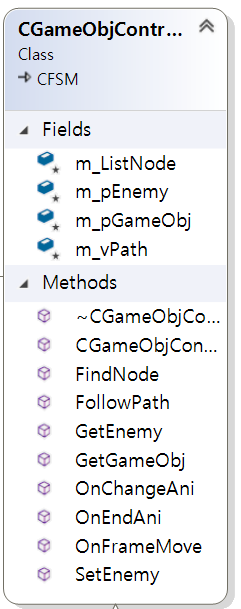 CGameObjContr...
Class
CFSM
Fields
m_ListNode
m_pEnemy
m_pGameObj
m_vPath
Methods
~CGameObjCo...
CGameObjCon...
FindNode
FollowPath
GetEnemy
GetGameObj
OnChangeAni
OnEndAni
OnFrameMove
SetEnemy